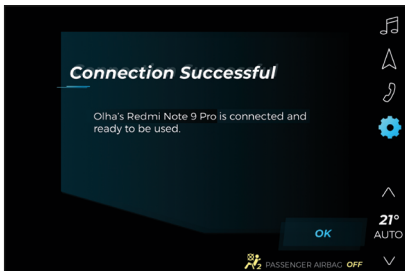 Connection Successful
Olha's Redmi Note 9 Pro is connected and
ready to be used.
21°
AUTO
OK
2 PASSENGER AIRBAG OFF